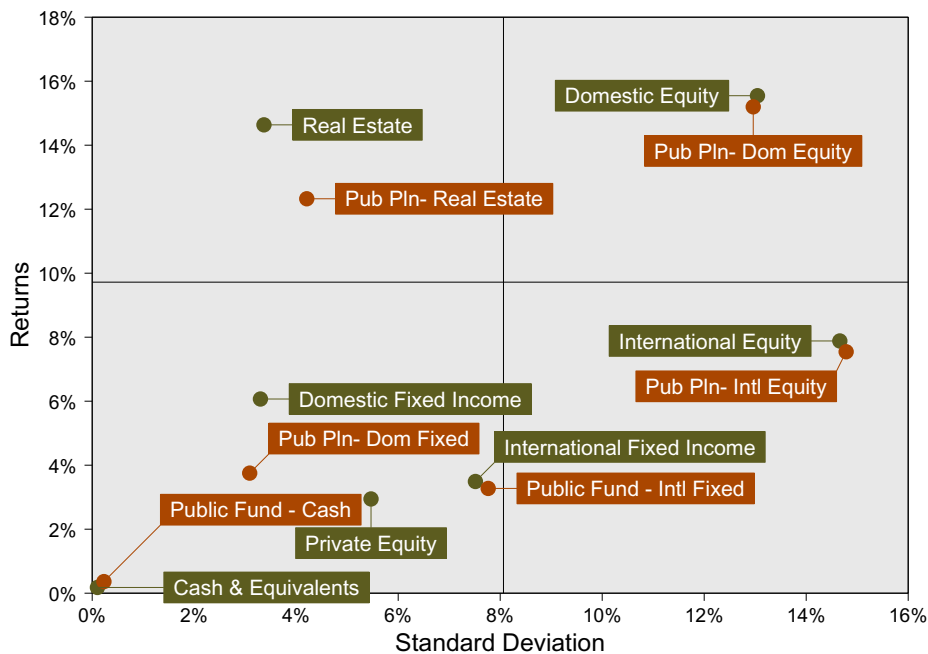 18%
16%
14%
12%
10%
8%
6%
4%
2%
0%
Returns
Domestic Equity
Real Estate
Pub Pln- Dom Equity
Pub Pln- Real Estate
International Equity
Pub Pln- Intl Equity
Domestic Fixed Income
Pub Pln- Dom Fixed
International Fixed Income
Public Fund - Intl Fixed
Public Fund - Cash
Private Equity
Cash & Equivalents
0%
2%
4%
6%
8%
10%
12%
14%
16%
Standard Deviation